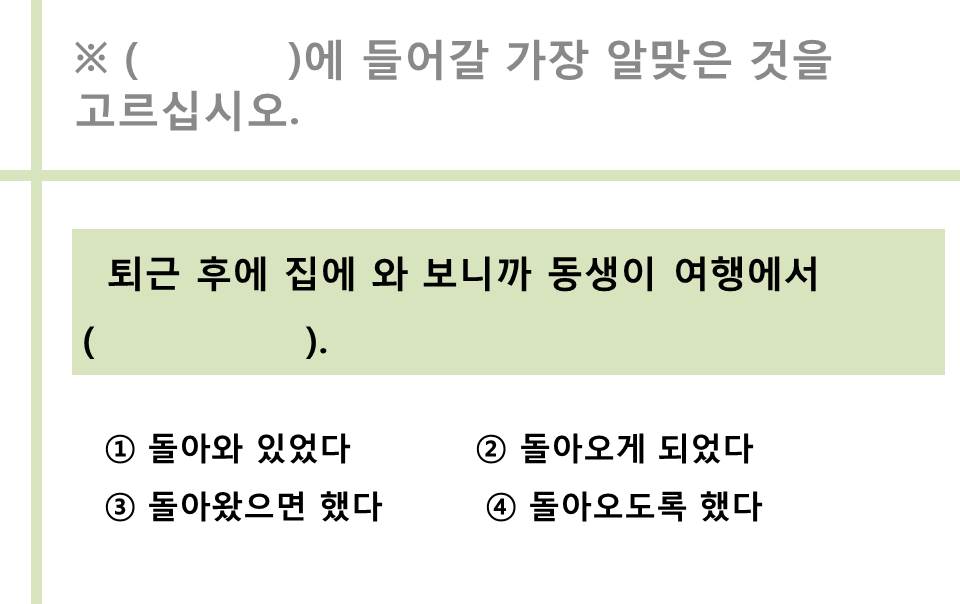 ※ ( )에 들어갈 가장 알맞은 것을
고르십시오.
퇴근 후에 집에 와 보니까 동생이 여행에서
( ).
① 돌아와 있었다 ② 돌아오게 되었다
③ 돌아왔으면 했다 ④ 돌아오도록 했다